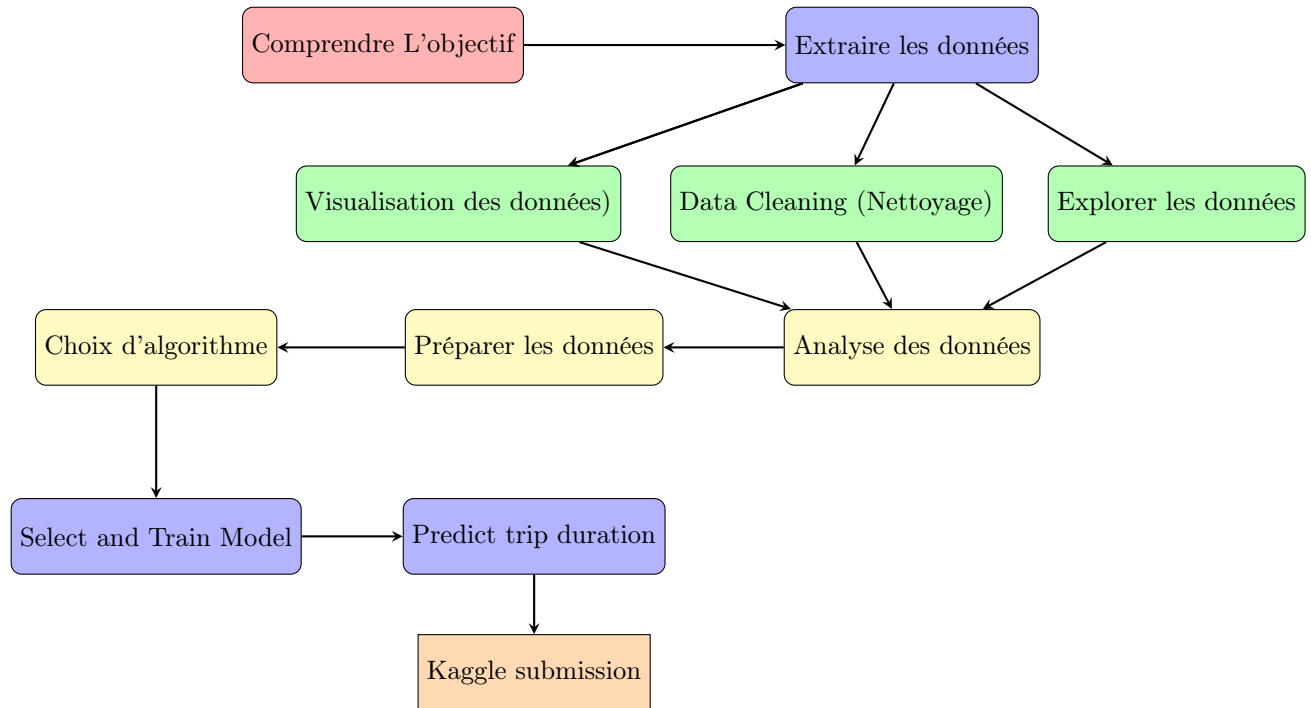 Comprendre L'objectif
Extraire les données
Visualisation des données)
Data Cleaning (Nettoyage)
Explorer les données
Choix d'algorithme
Préparer les données
Analyse des données
Select and Train Model
Predict trip duration
Kaggle submission